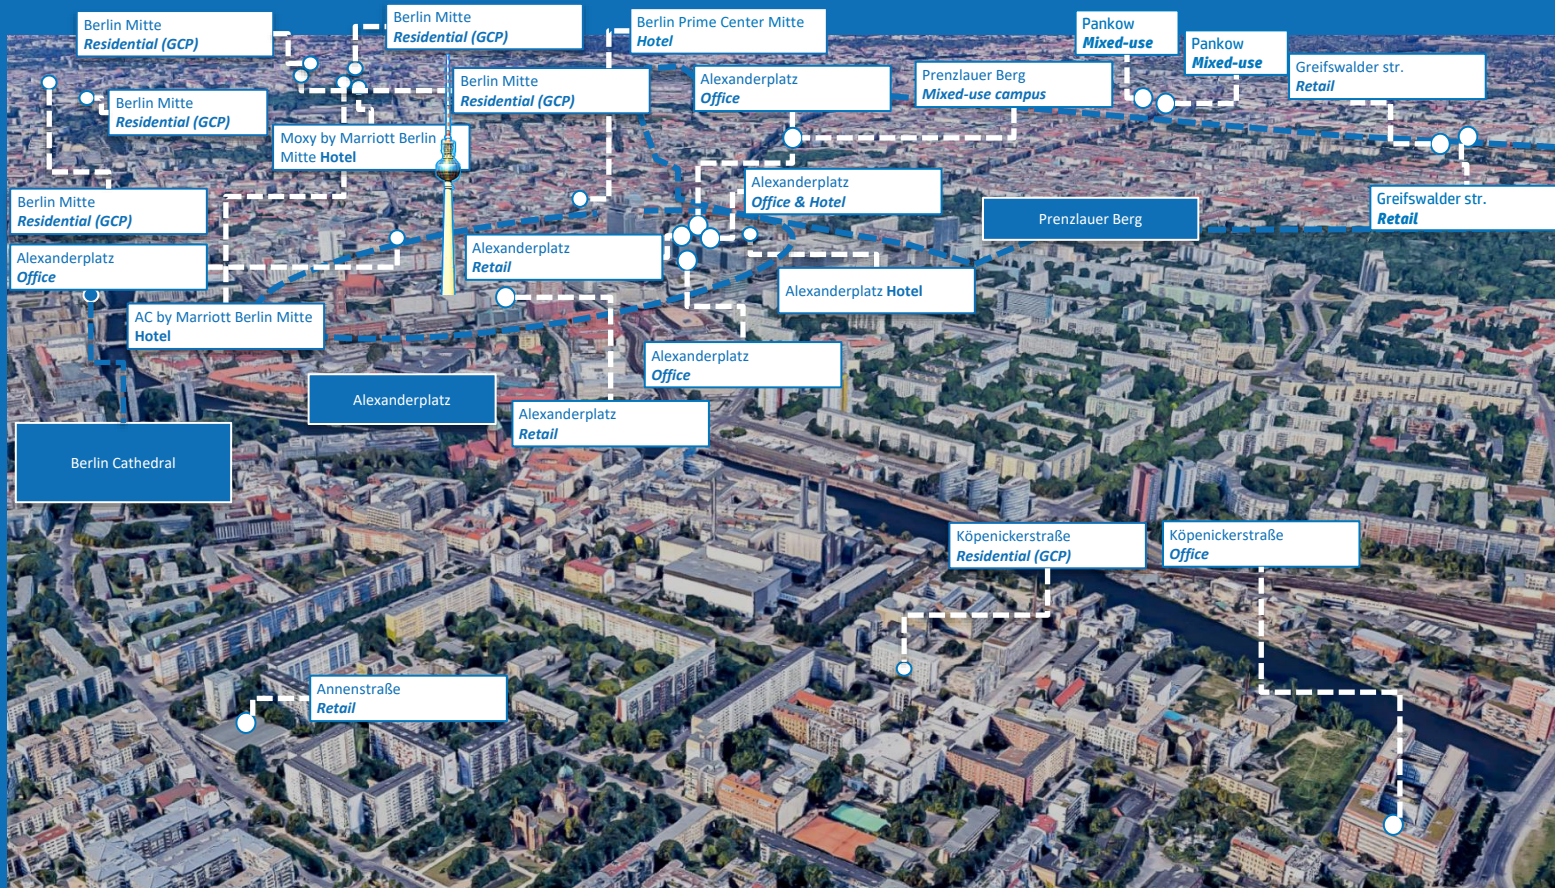 Berlin Mitte
Residential (GCP)
Berlin Mitte
Residential (GCP)
Berlin Prime Center Mitte
Hotel
Pankow
Mixed-use
Pankow
Mixed-use
Greifswalder str.
Retail
Berlin Mitte
Residential (GCP)
Berlin Mitte
Residential (GCP)
Alexanderplatz
Office
Prenzlauer Berg
Mixed-use campus
Moxy by Marriott Berlin
Mitte Hotel
Berlin Mitte
Residential (GCP)
Alexanderplatz
Office & Hotel
Prenzlauer Berg
Greifswalder str.
Retail
Alexanderplatz
Office
Alexanderplatz
Retail
Alexanderplatz Hotel
AC by Marriott Berlin Mitte
Hotel
Alexanderplatz
Office
Alexanderplatz
Alexanderplatz
Retail
Berlin Cathedral
Köpenickerstraße
Residential (GCP)
Köpenickerstraße
Office
Annenstraße
Retail